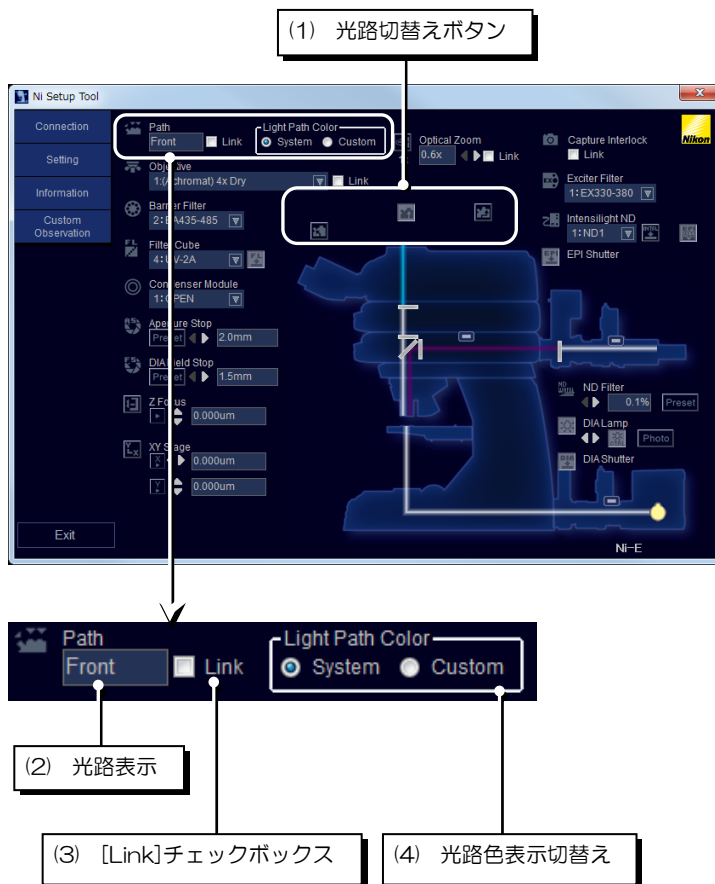 (1) 光路切替えボタン
Ni Setup Tool
Connection
Setting
Information
Custom
Observation
Exit
Path
Front
Link
Light Path Color
System
Custom
Objective
1:(Achromat) 4x Dry
Link
Barrier Filter
2:BA435-485
Filter Cube
4:UV-2A
Condenser Module
1:OPEN
Aperture Stop
Preset
2.0mm
DIA Field Stop
Preset
1.5mm
Z Focus
0.000um
XY Stage
X
0.000um
Y
0.000um
Optical Zoom
0.6x
Link
Capture Interlock
Link
Nikon
Exciter Filter
1:EX330-380
Intensilight ND
1:ND1
EPI Shutter
ND Filter
0.1%
Preset
DIA Lamp
Photo
DIA Shutter
Ni-E
Path
Front
Link
Light Path Color
System
Custom
(2) 光路表示
(3) [Link]チェックボックス
(4) 光路色表示切替え